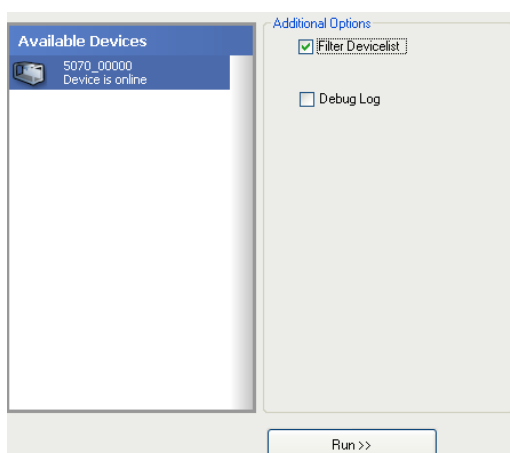 Available Devices
5070_00000
Device is online
Additional Options
Filter Devicelist
Debug Log
Run >>